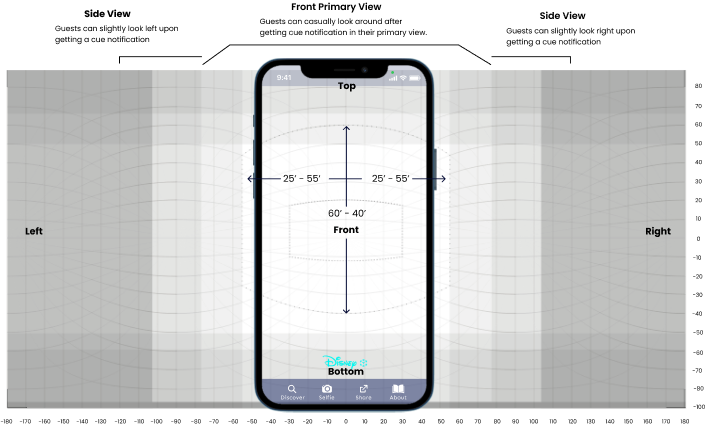 Front Primary View
Guests can casually look around after
getting cue notification in their primary view.
Side View
Guests can slightly look left upon
getting a cue notification
Side View
Guests can slightly look right upon
getting a cue notification
9:41
Top
25' - 55'
25' - 55'
60' - 40'
Front
Left
Right
Disney
Bottom
Discover
Selfie
Share
About
80
70
60
50
40
30
20
10
0
-10
-20
-30
-40
-50
-60
-70
-80
-100
-180 -170 -160 -150 -140 -130 -120 -110 -100 -90 -80 -70 -60 -50 -40 -30 -20 -10 0 10 20 30 40 50 60 70 80 90 100 110 120 130 140 150 160 170 180